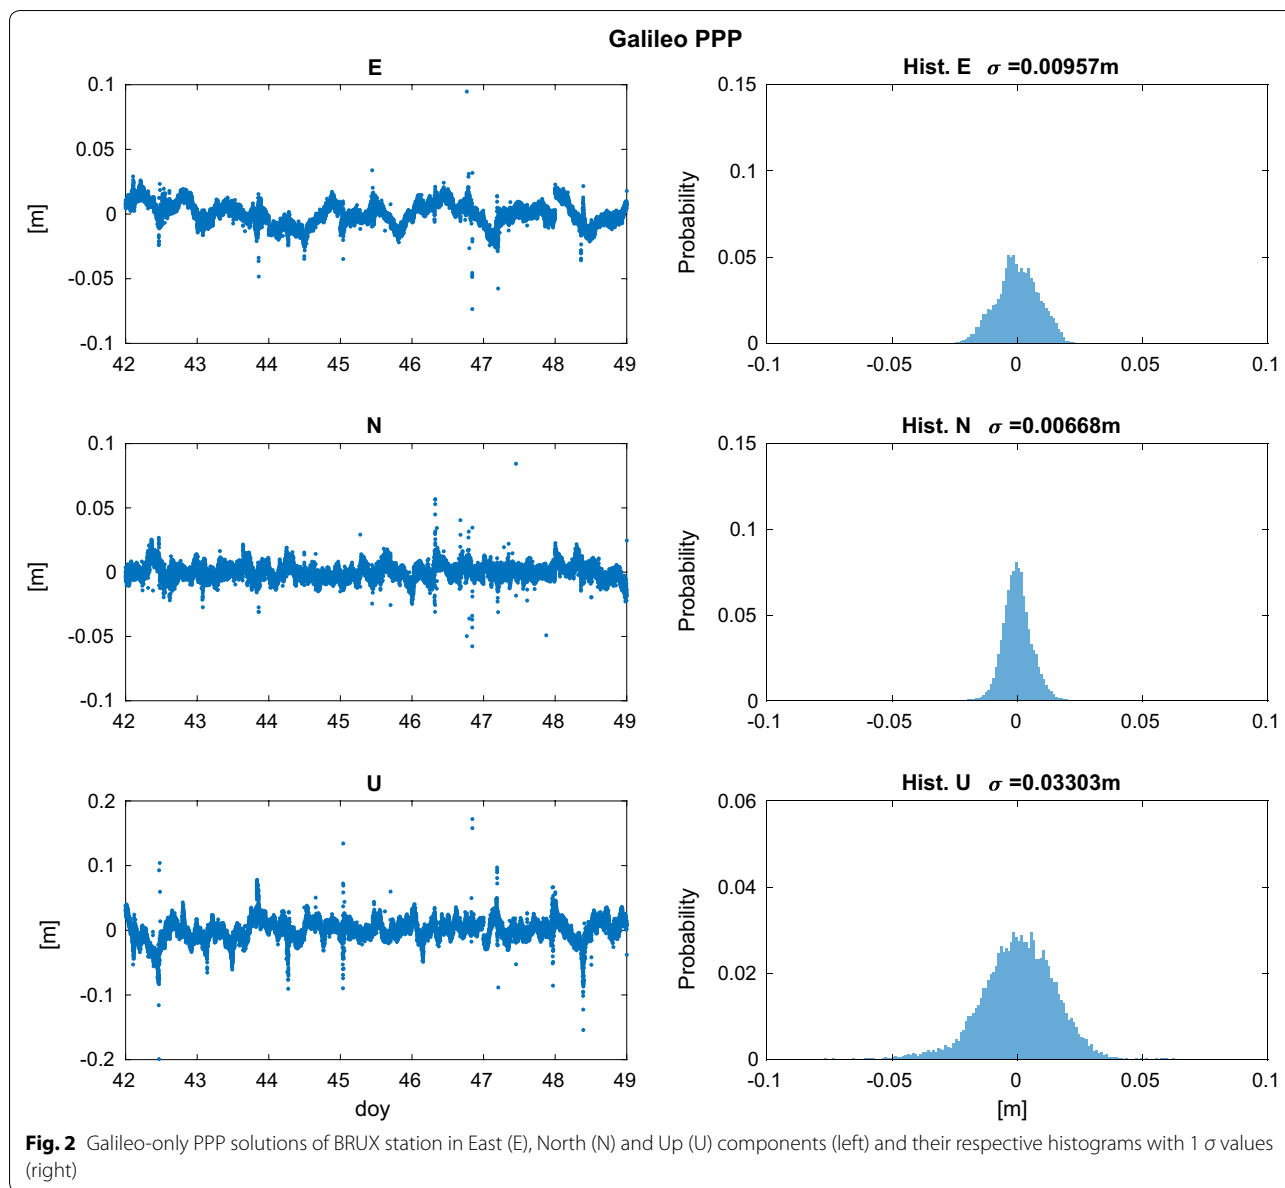 Galileo PPP
E
Hist. E σ =0.00957m
0.1
0.05
0
-0.05
-0.1
[m]
42 43 44 45 46 47 48 49
0.15
0.1
0.05
0
Probability
-0.1 -0.05 0 0.05 0.1
N
Hist. N σ =0.00668m
0.1
0.05
0
-0.05
-0.1
[m]
42 43 44 45 46 47 48 49
0.15
0.1
0.05
0
Probability
-0.1 -0.05 0 0.05 0.1
U
Hist. U σ =0.03303m
0.2
0.1
0
-0.1
-0.2
[m]
42 43 44 45 46 47 48 49
doy
0.06
0.04
0.02
0
Probability
-0.1 -0.05 0 0.05 0.1
[m]
Fig. 2 Galileo-only PPP solutions of BRUX station in East (E), North (N) and Up (U) components (left) and their respective histograms with 1 σ values
(right)